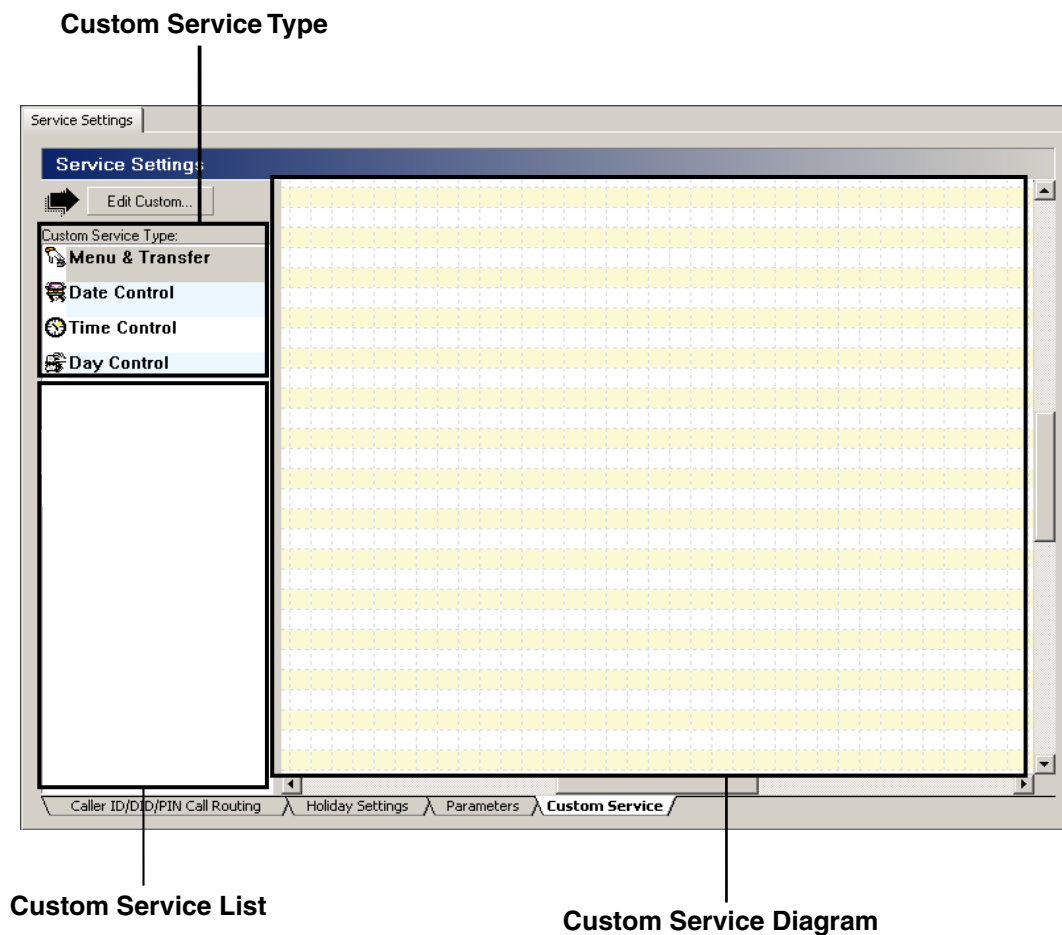 Custom Service Type
Service Settings
Service Settings
Edit Custom...
Custom Service Type:
Menu & Transfer
Date Control
Time Control
Day Control
Caller ID/DID/PIN Call Routing
Holiday Settings
Parameters
Custom Service
Custom Service List
Custom Service Diagram